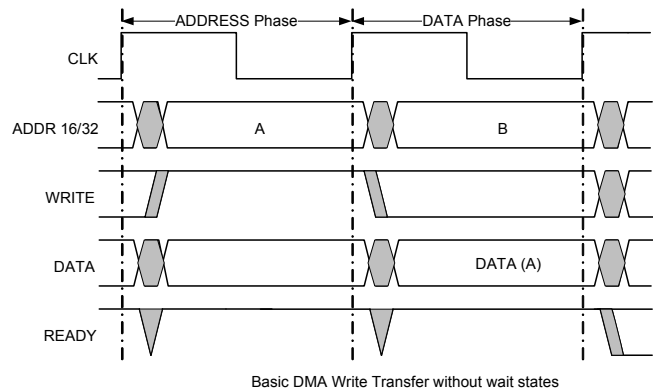 ADDRESS Phase DATA Phase
CLK
ADDR 16/32 A B
WRITE
DATA DATA (A)
READY
Basic DMA Write Transfer without wait states